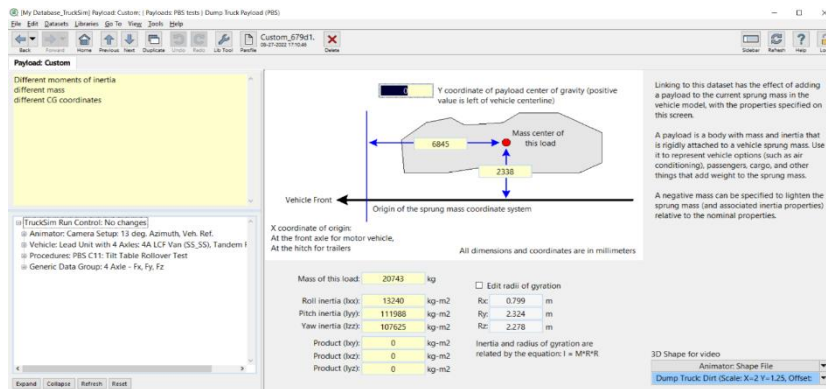 [My Database_TruckSim] Payload: Custom; { Payloads: PBS tests } Dump Truck Payload (PBS)
File Edit Datasets Libraries Go To View Tools Help
Back Forward Home Previous Next Duplicate Undo Redo Lib Tool Parsfile
Custom_679d1.
09-27-2022 17:10:46
Delete
Sidebar Refresh Help
Payload: Custom
Different moments of inertia
different mass
different CG coordinates
TruckSim Run Control: No changes
Animator: Camera Setup: 13 deg. Azimuth, Veh. Ref.
Vehicle: Lead Unit with 4 Axles: 4A LCF Van (SS_SS), Tandem
Procedures: PBS C11: Tilt Table Rollover Test
Generic Data Group: 4 Axle - Fx, Fy, Fz
Expand Collapse Refresh Reset
0
Y coordinate of payload center of gravity (positive
value is left of vehicle centerline)
Mass center of
this load
6845
2338
Vehicle Front
Origin of the sprung mass coordinate system
X coordinate of origin:
At the front axle for motor vehicle,
At the hitch for trailers
All dimensions and coordinates are in millimeters
Mass of this load: 20743 kg
Edit radii of gyration
Roll inertia (Ixx): 13240 kg-m2 Rx: 0.799 m
Pitch inertia (Iyy): 111988 kg-m2 Ry: 2.324 m
Yaw inertia (Izz): 107625 kg-m2 Rz: 2.278 m
Product (Ixy): 0 kg-m2
Product (Ixz): 0 kg-m2
Product (Iyz): 0 kg-m2
Inertia and radius of gyration are
related by the equation: I = M*R*R
Linking to this dataset has the effect of adding
a payload to the current sprung mass in the
vehicle model, with the properties specified on
this screen.
A payload is a body with mass and inertia that
is rigidly attached to a vehicle sprung mass. Use
it to represent vehicle options (such as air
conditioning), passengers, cargo, and other
things that add weight to the sprung mass.
A negative mass can be specified to lighten the
sprung mass (and associated inertia properties)
relative to the nominal properties.
3D Shape for video
Animator: Shape File
Dump Truck: Dirt (Scale: X=2 Y=1.25, Offset: